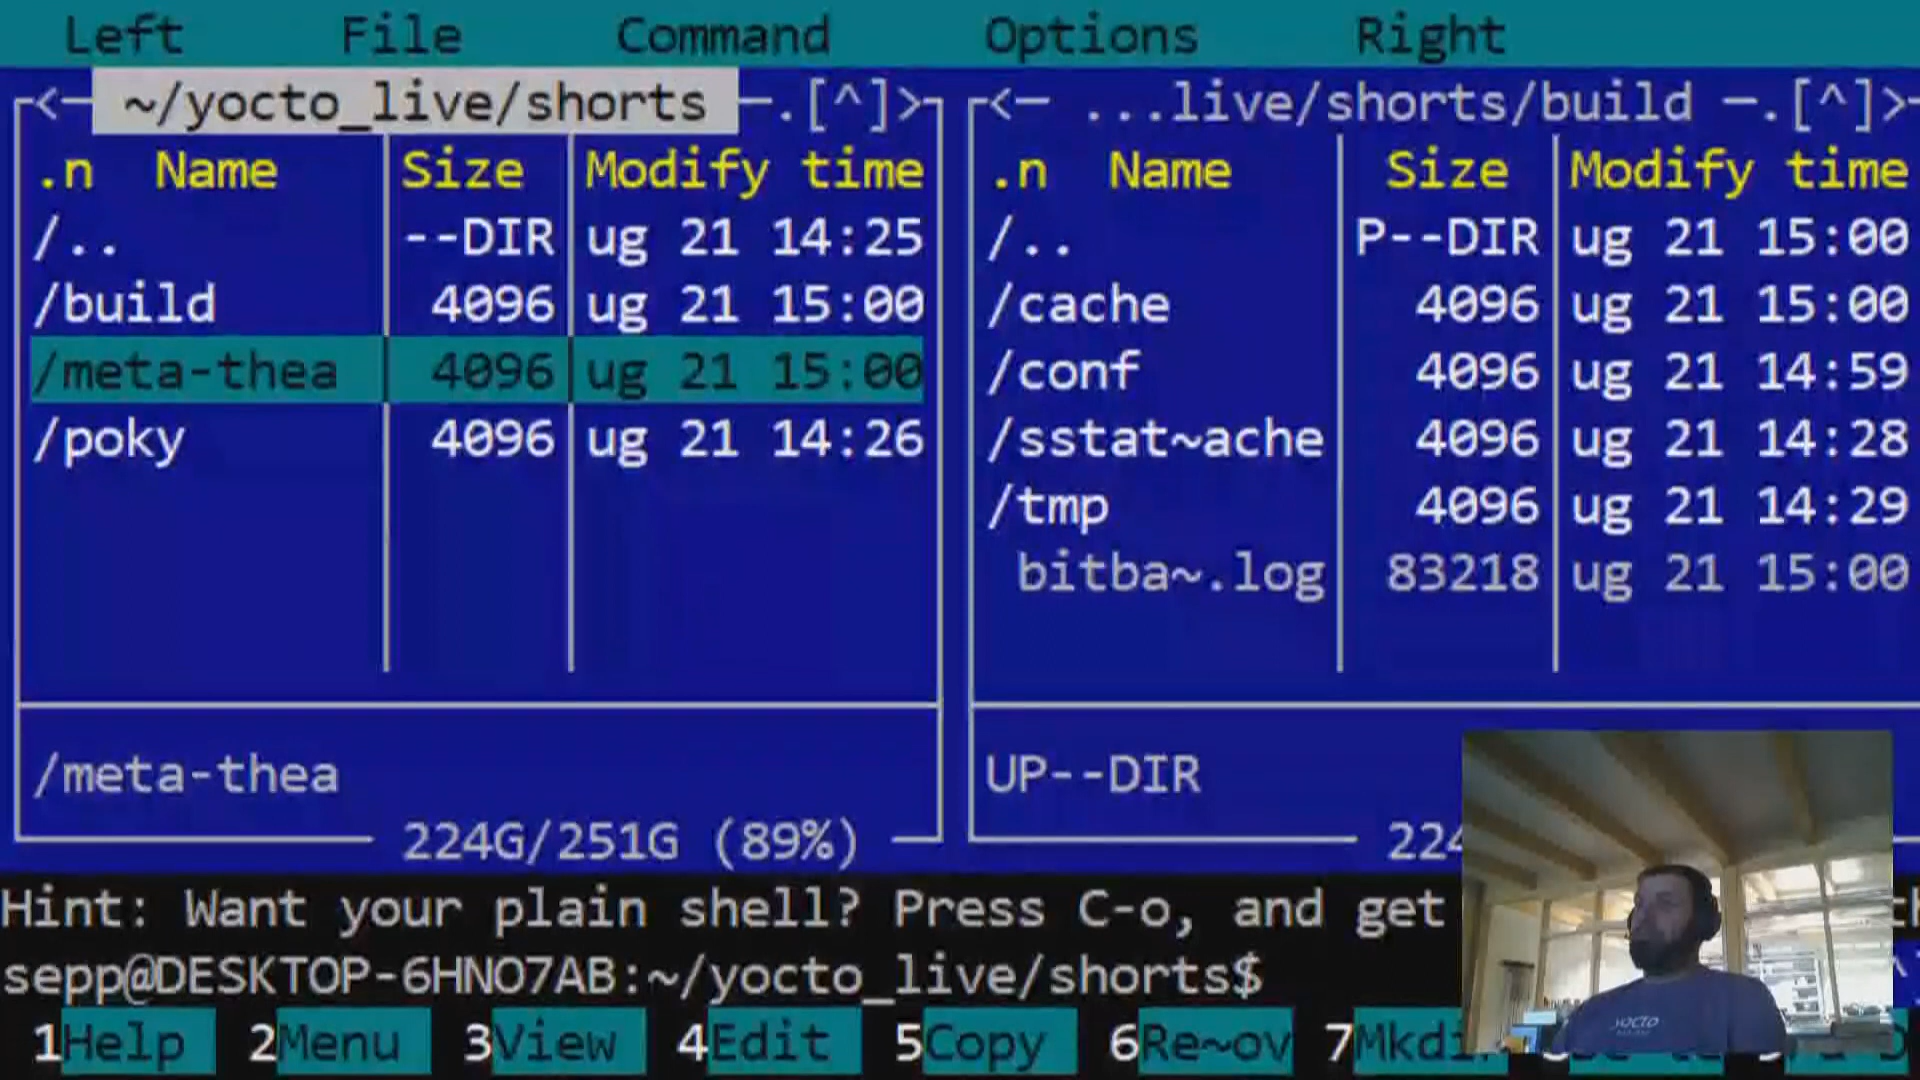 Left File Command Options Right
<— ~/yocto_live/shorts —.[^]>
.n Name Size Modify time
/.. --DIR ug 21 14:25
/build 4096 ug 21 15:00
/meta-thea 4096 ug 21 15:00
/poky 4096 ug 21 14:26
/meta-thea
224G/251G (89%)
<— ...live/shorts/build —.[^]>
.n Name Size Modify time
/.. P--DIR ug 21 15:00
/cache 4096 ug 21 15:00
/conf 4096 ug 21 14:59
/sstat~ache 4096 ug 21 14:28
/tmp 4096 ug 21 14:29
bitba~.log 83218 ug 21 15:00
UP--DIR
224
Hint: Want your plain shell? Press C-o, and get
sepp@DESKTOP-6HNO7AB:~/yocto_live/shorts$
1Help 2Menu 3View 4Edit 5Copy 6Re~ov 7Mkdi
YOCTO